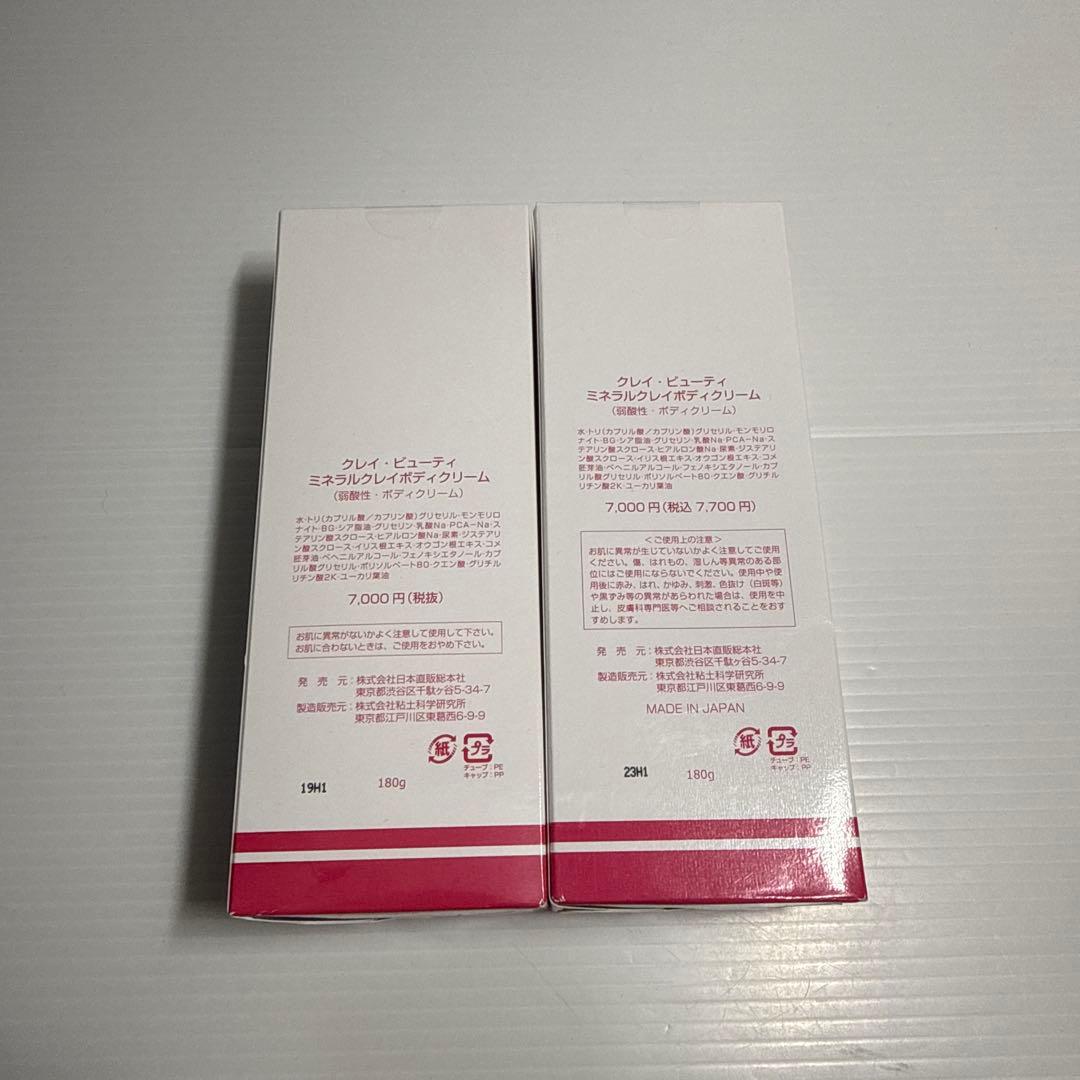 クレイ・ビューティ
ミネラルクレイボディクリーム
(弱酸性・ボディクリーム)
水・トリ(カプリル酸/カプリン酸)グリセリル・モンモリロ
ナイト・BG・シア脂油・グリセリン・乳酸Na・PCA-Na・ス
テアリン酸スクロース・ヒアルロン酸Na・尿素・ジステアリ
ン酸スクロース・イリス根エキス・オウゴン根エキス・コメ
胚芽油・ベヘニルアルコール・フェノキシエタノール・カプ
リル酸グリセリル・ポリソルベート80・クエン酸・グリチル
リチン酸2K・ユーカリ葉油
7,000円(税抜)
お肌に異常がないかよく注意して使用して下さい。
お肌に合わないときは、ご使用をおやめ下さい。
発売元:株式会社日本直販総本社
東京都渋谷区千駄ヶ谷5-34-7
製造販売元:株式会社粘土科学研究所
東京都江戸川区東葛西6-9-9
紙 プラ
チューブ:PE
キャップ:PP
19H1 180g
クレイ・ビューティ
ミネラルクレイボディクリーム
(弱酸性・ボディクリーム)
水・トリ(カプリル酸/カプリン酸)グリセリル・モンモリロ
ナイト・BG・シア脂油・グリセリン・乳酸Na・PCA-Na・ス
テアリン酸スクロース・ヒアルロン酸Na・尿素・ジステアリ
ン酸スクロース・イリス根エキス・オウゴン根エキス・コメ
胚芽油・ベヘニルアルコール・フェノキシエタノール・カプ
リル酸グリセリル・ポリソルベート80・クエン酸・グリチル
リチン酸2K・ユーカリ葉油
7,000円(税込 7,700円)
<ご使用上の注意>
お肌に異常が生じていないかよく注意してご使用
ください。傷、はれもの、湿しん等異常のある部
位にはご使用にならないでください。使用中や使
用後に赤み、はれ、かゆみ、刺激、色抜け(白斑等)
や黒ずみ等の異常があらわれた場合は、使用を中
止し、皮膚科専門医等へご相談されることをおす
すめします。
発売元:株式会社日本直販総本社
東京都渋谷区千駄ヶ谷5-34-7
製造販売元:株式会社粘土科学研究所
東京都江戸川区東葛西6-9-9
MADE IN JAPAN
紙 プラ
チューブ:PE
キャップ:PP
23H1 180g